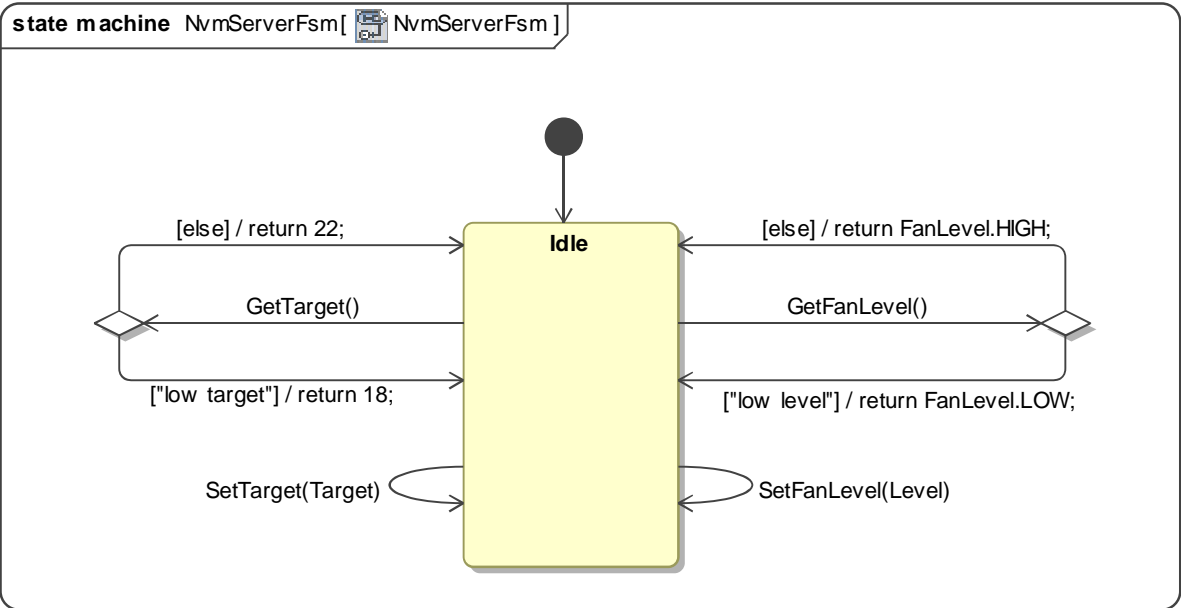 state machine NvmServerFsm[ NvmServerFsm ]
[else] / return 22;
Idle
[else] / return FanLevel.HIGH;
GetTarget()
GetFanLevel()
["low target"] / return 18;
["low level"] / return FanLevel.LOW;
SetTarget(Target)
SetFanLevel(Level)